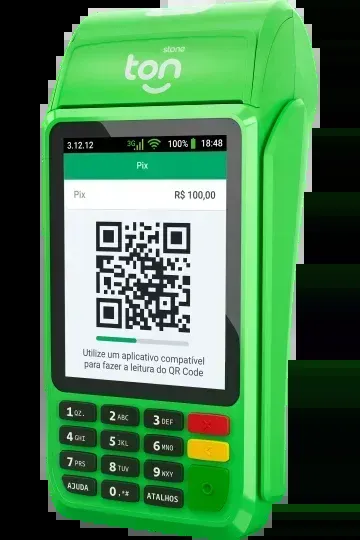 stone
ton
3.12.12 3G 100% 18:48
Pix
Pix R$ 100,00
Utilize um aplicativo compatível
para fazer a leitura do QR Code
1 QZ. 2 ABC 3 DEF
4 GHI 5 JKL 6 MNO
7 PRS 8 TUV 9 WXY
AJUDA 0 .*# ATALHOS